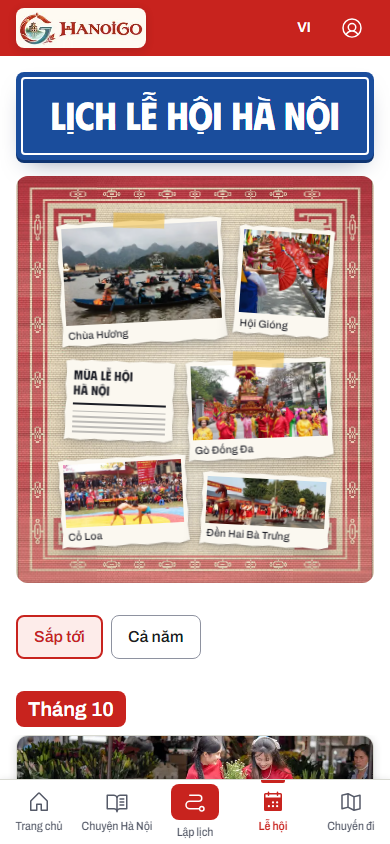 HANOIGO
VI
LỊCH LỄ HỘI HÀ NỘI
Chùa Hương
Hội Gióng
MÙA LỄ HỘI
HÀ NỘI
Gò Đống Đa
Cổ Loa
Đền Hai Bà Trưng
Sắp tới
Cả năm
Tháng 10
Trang chủ
Chuyện Hà Nội
Lập lịch
Lễ hội
Chuyến đi